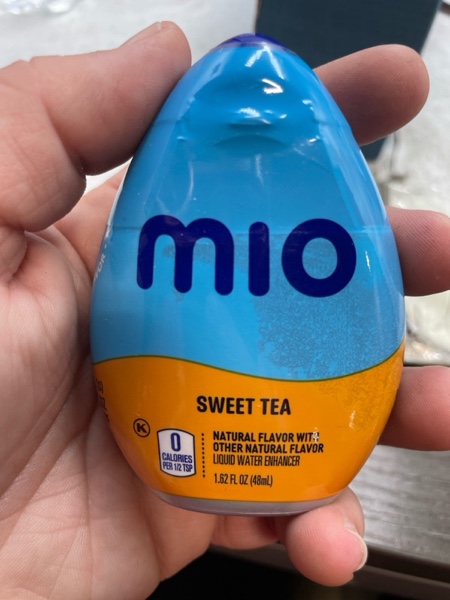 mio
SWEET TEA
K
0
CALORIES
PER 1/2 TSP
NATURAL FLAVOR WITH
OTHER NATURAL FLAVOR
LIQUID WATER ENHANCER
1.62 FL OZ (48mL)